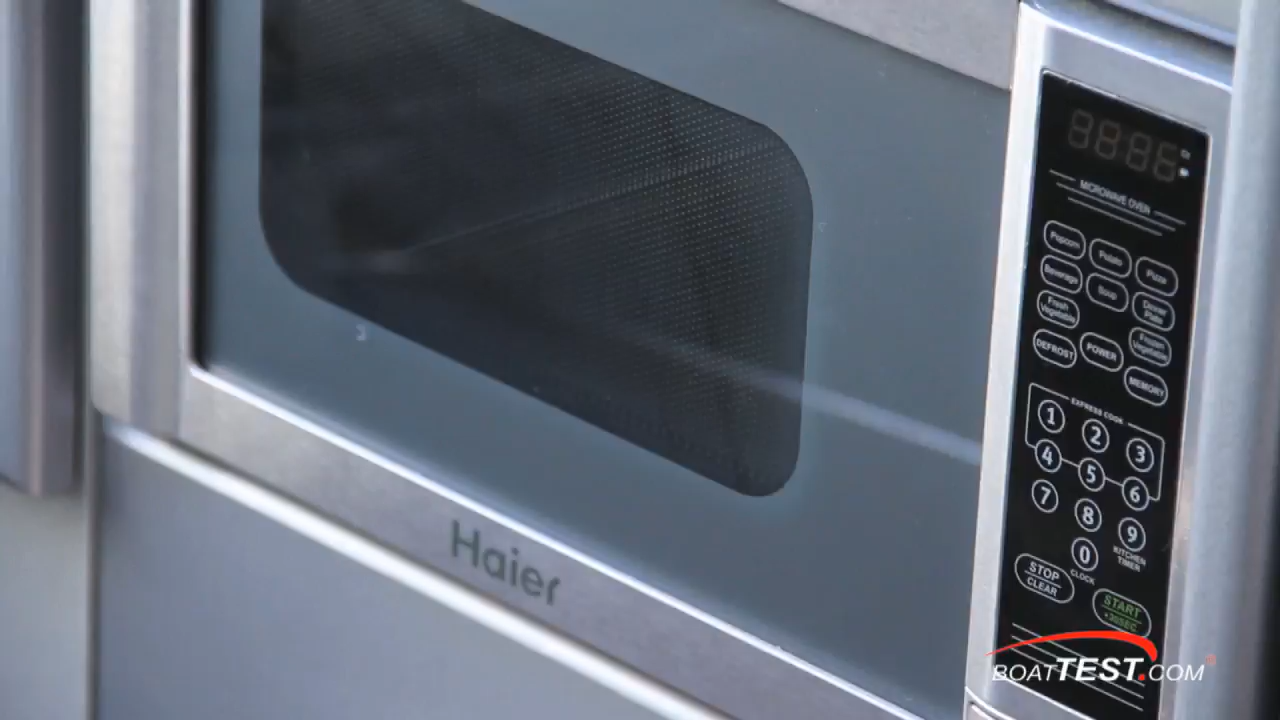 MICROWAVE OVEN
Popcorn Potato Pizza
Beverage Soup Dinner Plate
Fresh Vegetable Frozen Vegetable
DEFROST POWER MEMORY
EXPRESS COOK
1 2 3
4 5 6
7 8 9
0
KITCHEN TIMER
CLOCK
STOP CLEAR
START +30SEC
Haier
BOATTEST.COM